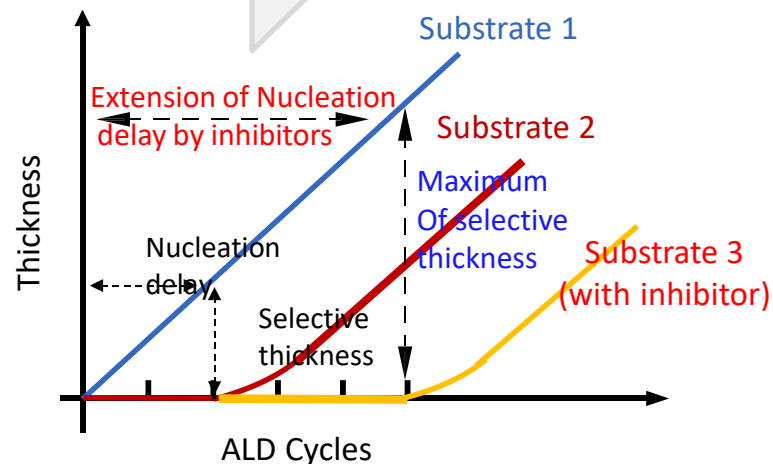 Substrate 1
Extension of Nucleation
delay by inhibitors
Substrate 2
Maximum
Of selective
thickness
Nucleation
delay
Substrate 3
(with inhibitor)
Selective
thickness
Thickness
ALD Cycles